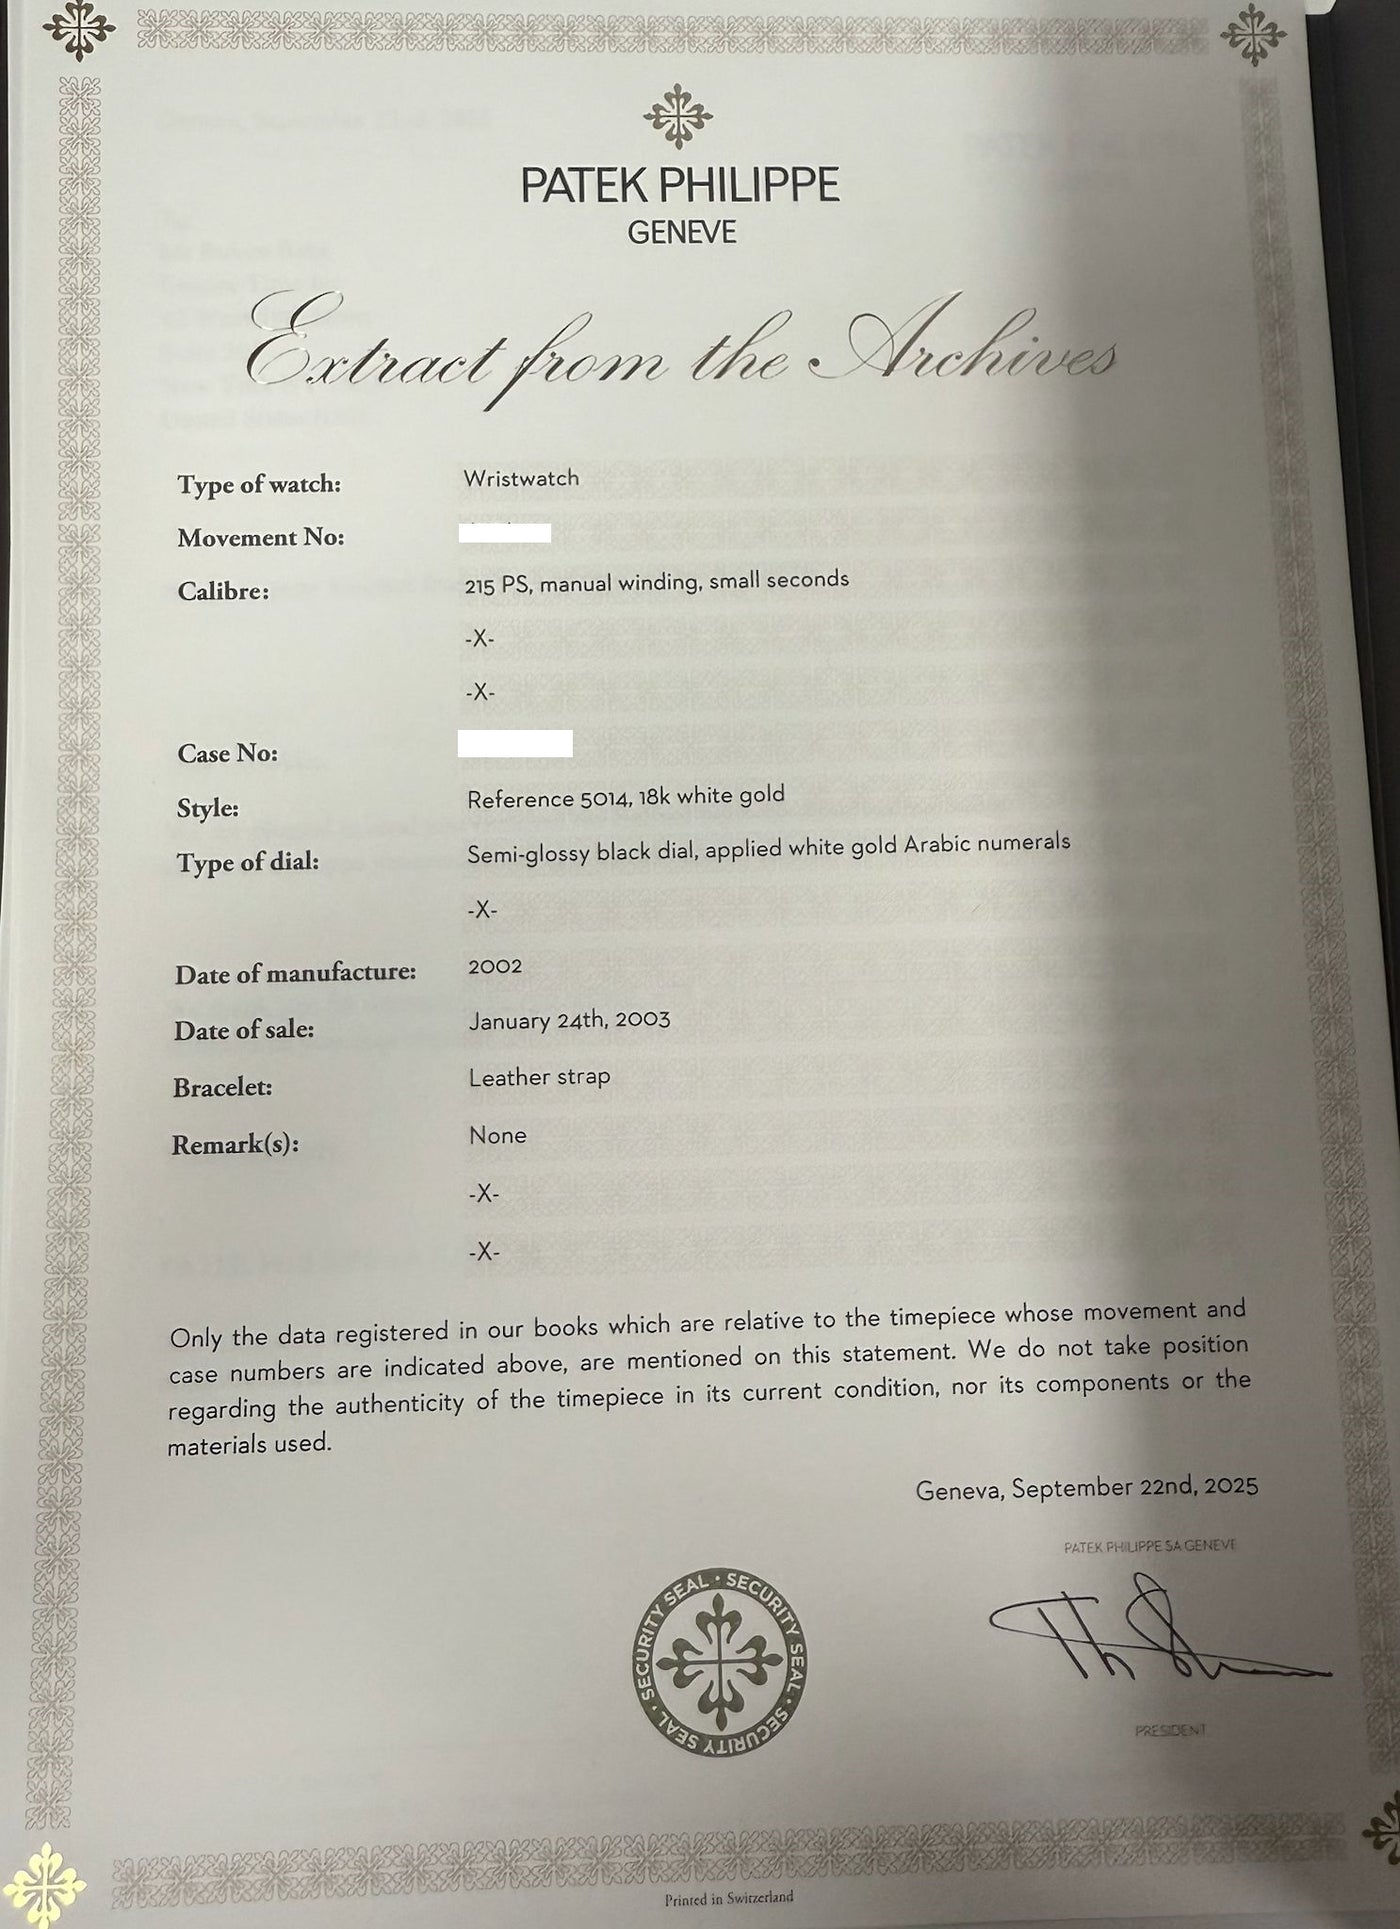 PATEK PHILIPPE
GENEVE
Extract from the Archives
Type of watch: Wristwatch
Movement No:
Calibre: 215 PS, manual winding, small seconds
-X-
-X-
Case No:
Style: Reference 5014, 18k white gold
Type of dial: Semi-glossy black dial, applied white gold Arabic numerals
-X-
Date of manufacture: 2002
Date of sale: January 24th, 2003
Bracelet: Leather strap
Remark(s): None
-X-
-X-
Only the data registered in our books which are relative to the timepiece whose movement and
case numbers are indicated above, are mentioned on this statement. We do not take position
regarding the authenticity of the timepiece in its current condition, nor its components or the
materials used.
Geneva, September 22nd, 2025
PATEK PHILIPPE SA GENEVE
SECURITY SEAL · SECURITY SEAL · SECURITY SEAL · SECURITY SEAL ·
PRESIDENT
Printed in Switzerland